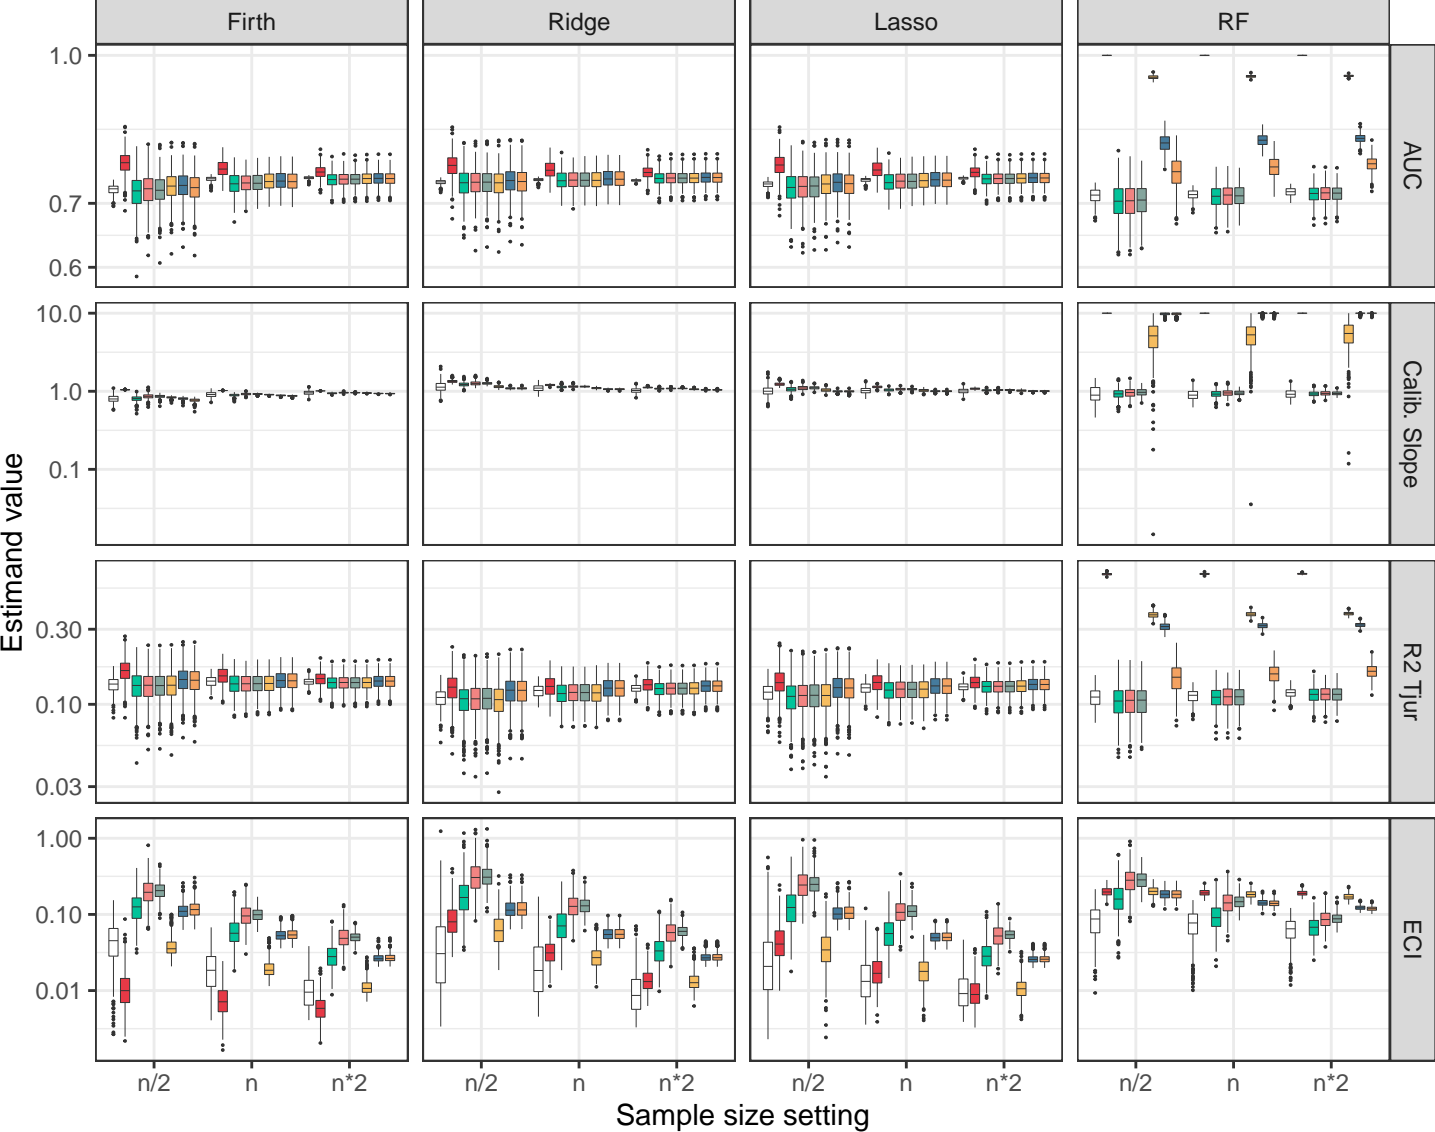 Firth Ridge Lasso RF
1.0
0.7
0.6
AUC
10.0
1.0
0.1
Calib. Slope
Estimand value
0.30
0.10
0.03
R2 Tjur
1.00
0.10
0.01
ECI
n/2 n n*2 n/2 n n*2 n/2 n n*2 n/2 n n*2
Sample size setting